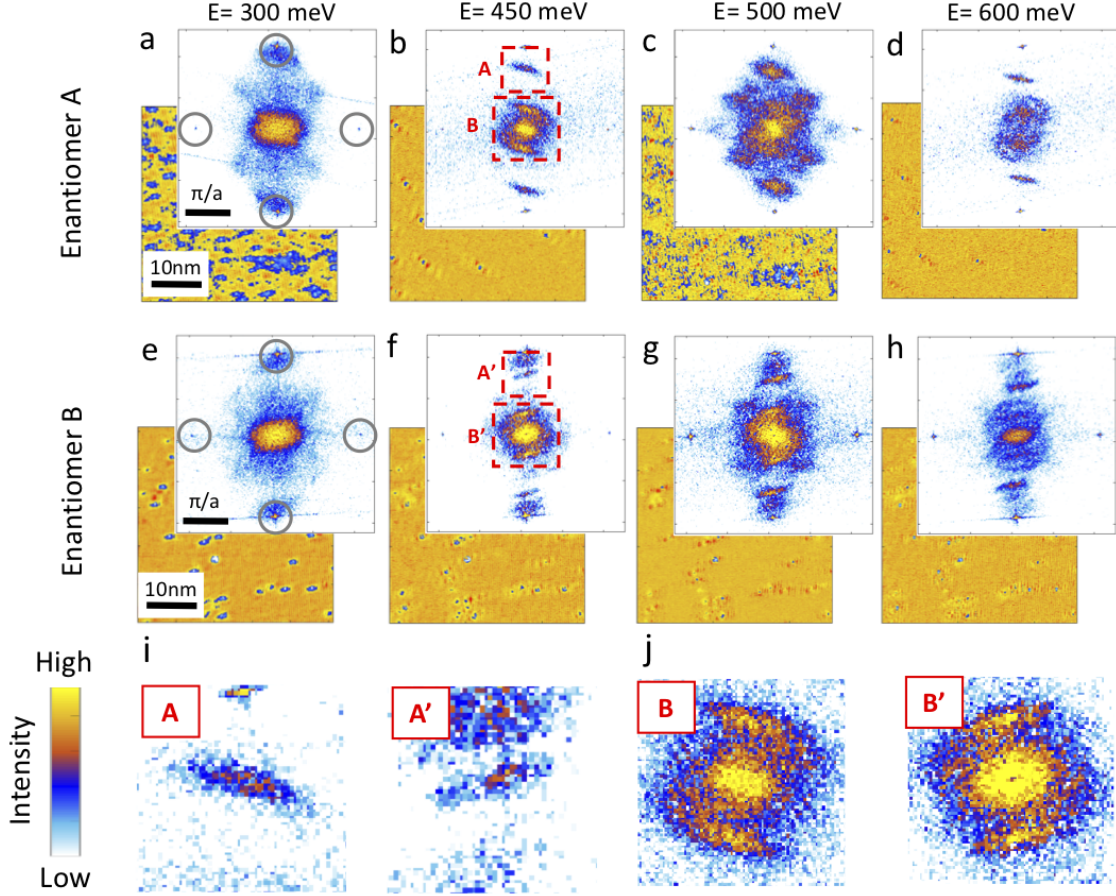 E= 300 meV
E= 450 meV
E= 500 meV
E= 600 meV
a
b
c
d
Enantiomer A
A
B
π/a
10nm
e
f
g
h
Enantiomer B
A'
B'
π/a
10nm
i
j
High
Intensity
Low
A
A'
B
B'